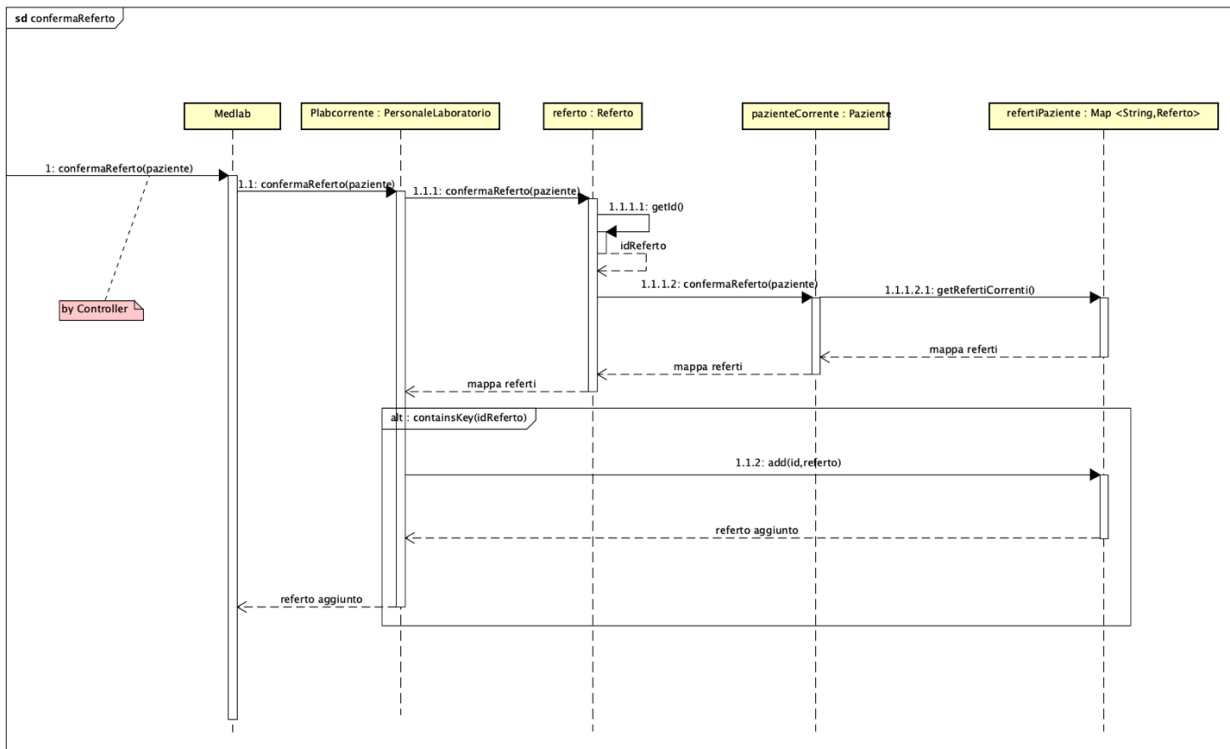 sd confermaReferto
Medlab
Plabcorrente : PersonaleLaboratorio
referto : Referto
pazienteCorrente : Paziente
refertiPaziente : Map <String,Referto>
1: confermaReferto(paziente)
1.1: confermaReferto(paziente)
1.1.1: confermaReferto(paziente)
1.1.1.1: getId()
idReferto
1.1.1.2: confermaReferto(paziente)
1.1.1.2.1: getRefertiCorrenti()
by Controller
mappa referti
mappa referti
mappa referti
alt : containsKey(idReferto)
1.1.2: add(id,referto)
referto aggiunto
referto aggiunto